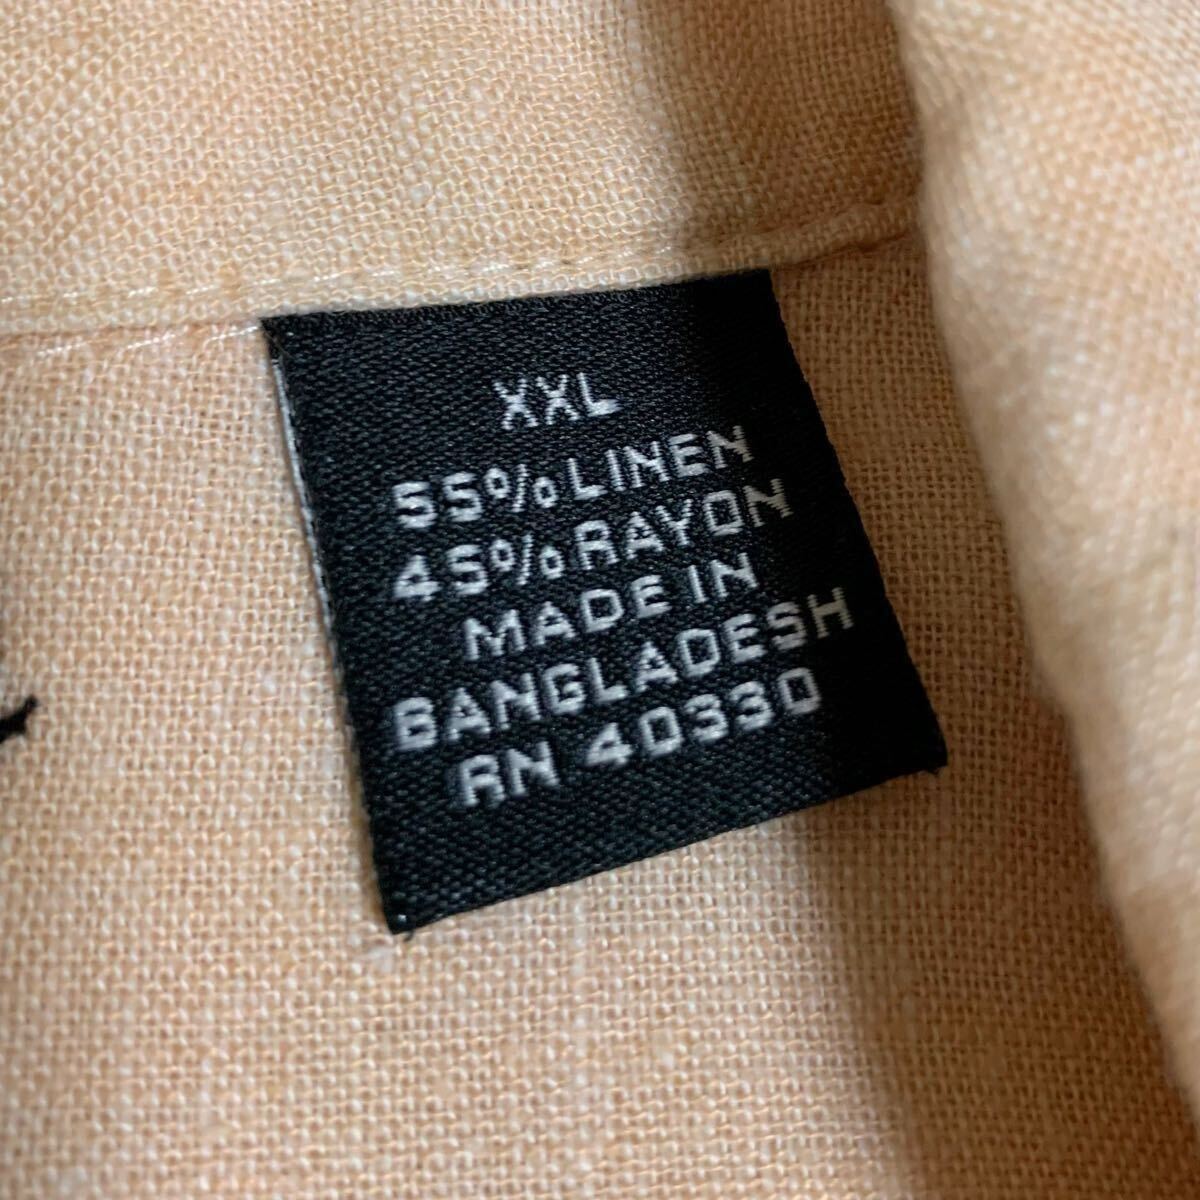 XXL
55% LINEN
45% RAYON
MADE IN
BANGLADESH
RN 40330